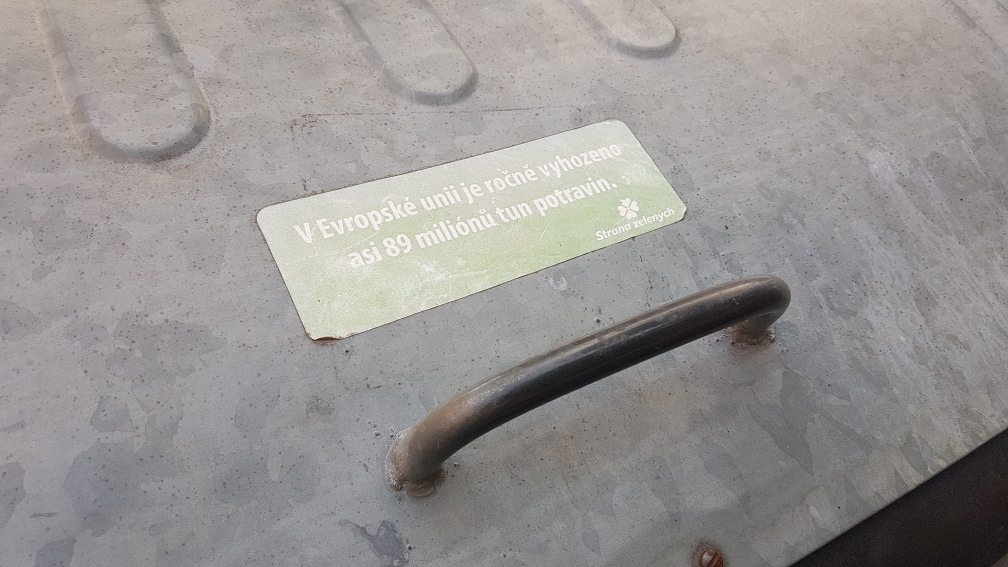 V Evropské unii je ročně vyhozeno
asi 89 miliónů tun potravin.
Strana zelených